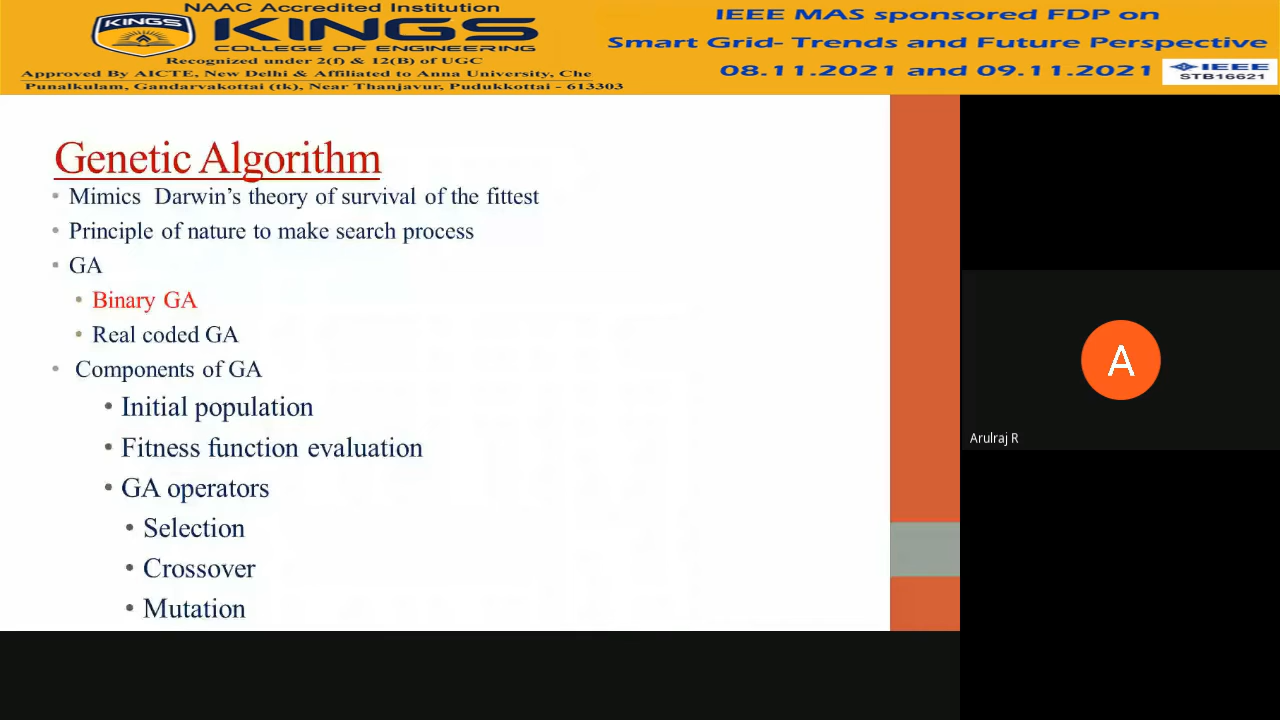 NAAC Accredited Institution
KINGS
KINGS
COLLEGE OF ENGINEERING
Recognized under 2(f) & 12(B) of UGC
Approved By AICTE, New Delhi & Affiliated to Anna University, Che
Punalkulam, Gandarvakottai (tk), Near Thanjavur, Pudukkottai - 613303
IEEE MAS sponsored FDP on
Smart Grid- Trends and Future Perspective
08.11.2021 and 09.11.2021
IEEE
STB16621
Genetic Algorithm
• Mimics Darwin's theory of survival of the fittest
• Principle of nature to make search process
• GA
• Binary GA
• Real coded GA
• Components of GA
• Initial population
• Fitness function evaluation
• GA operators
• Selection
• Crossover
• Mutation
A
Arulraj R